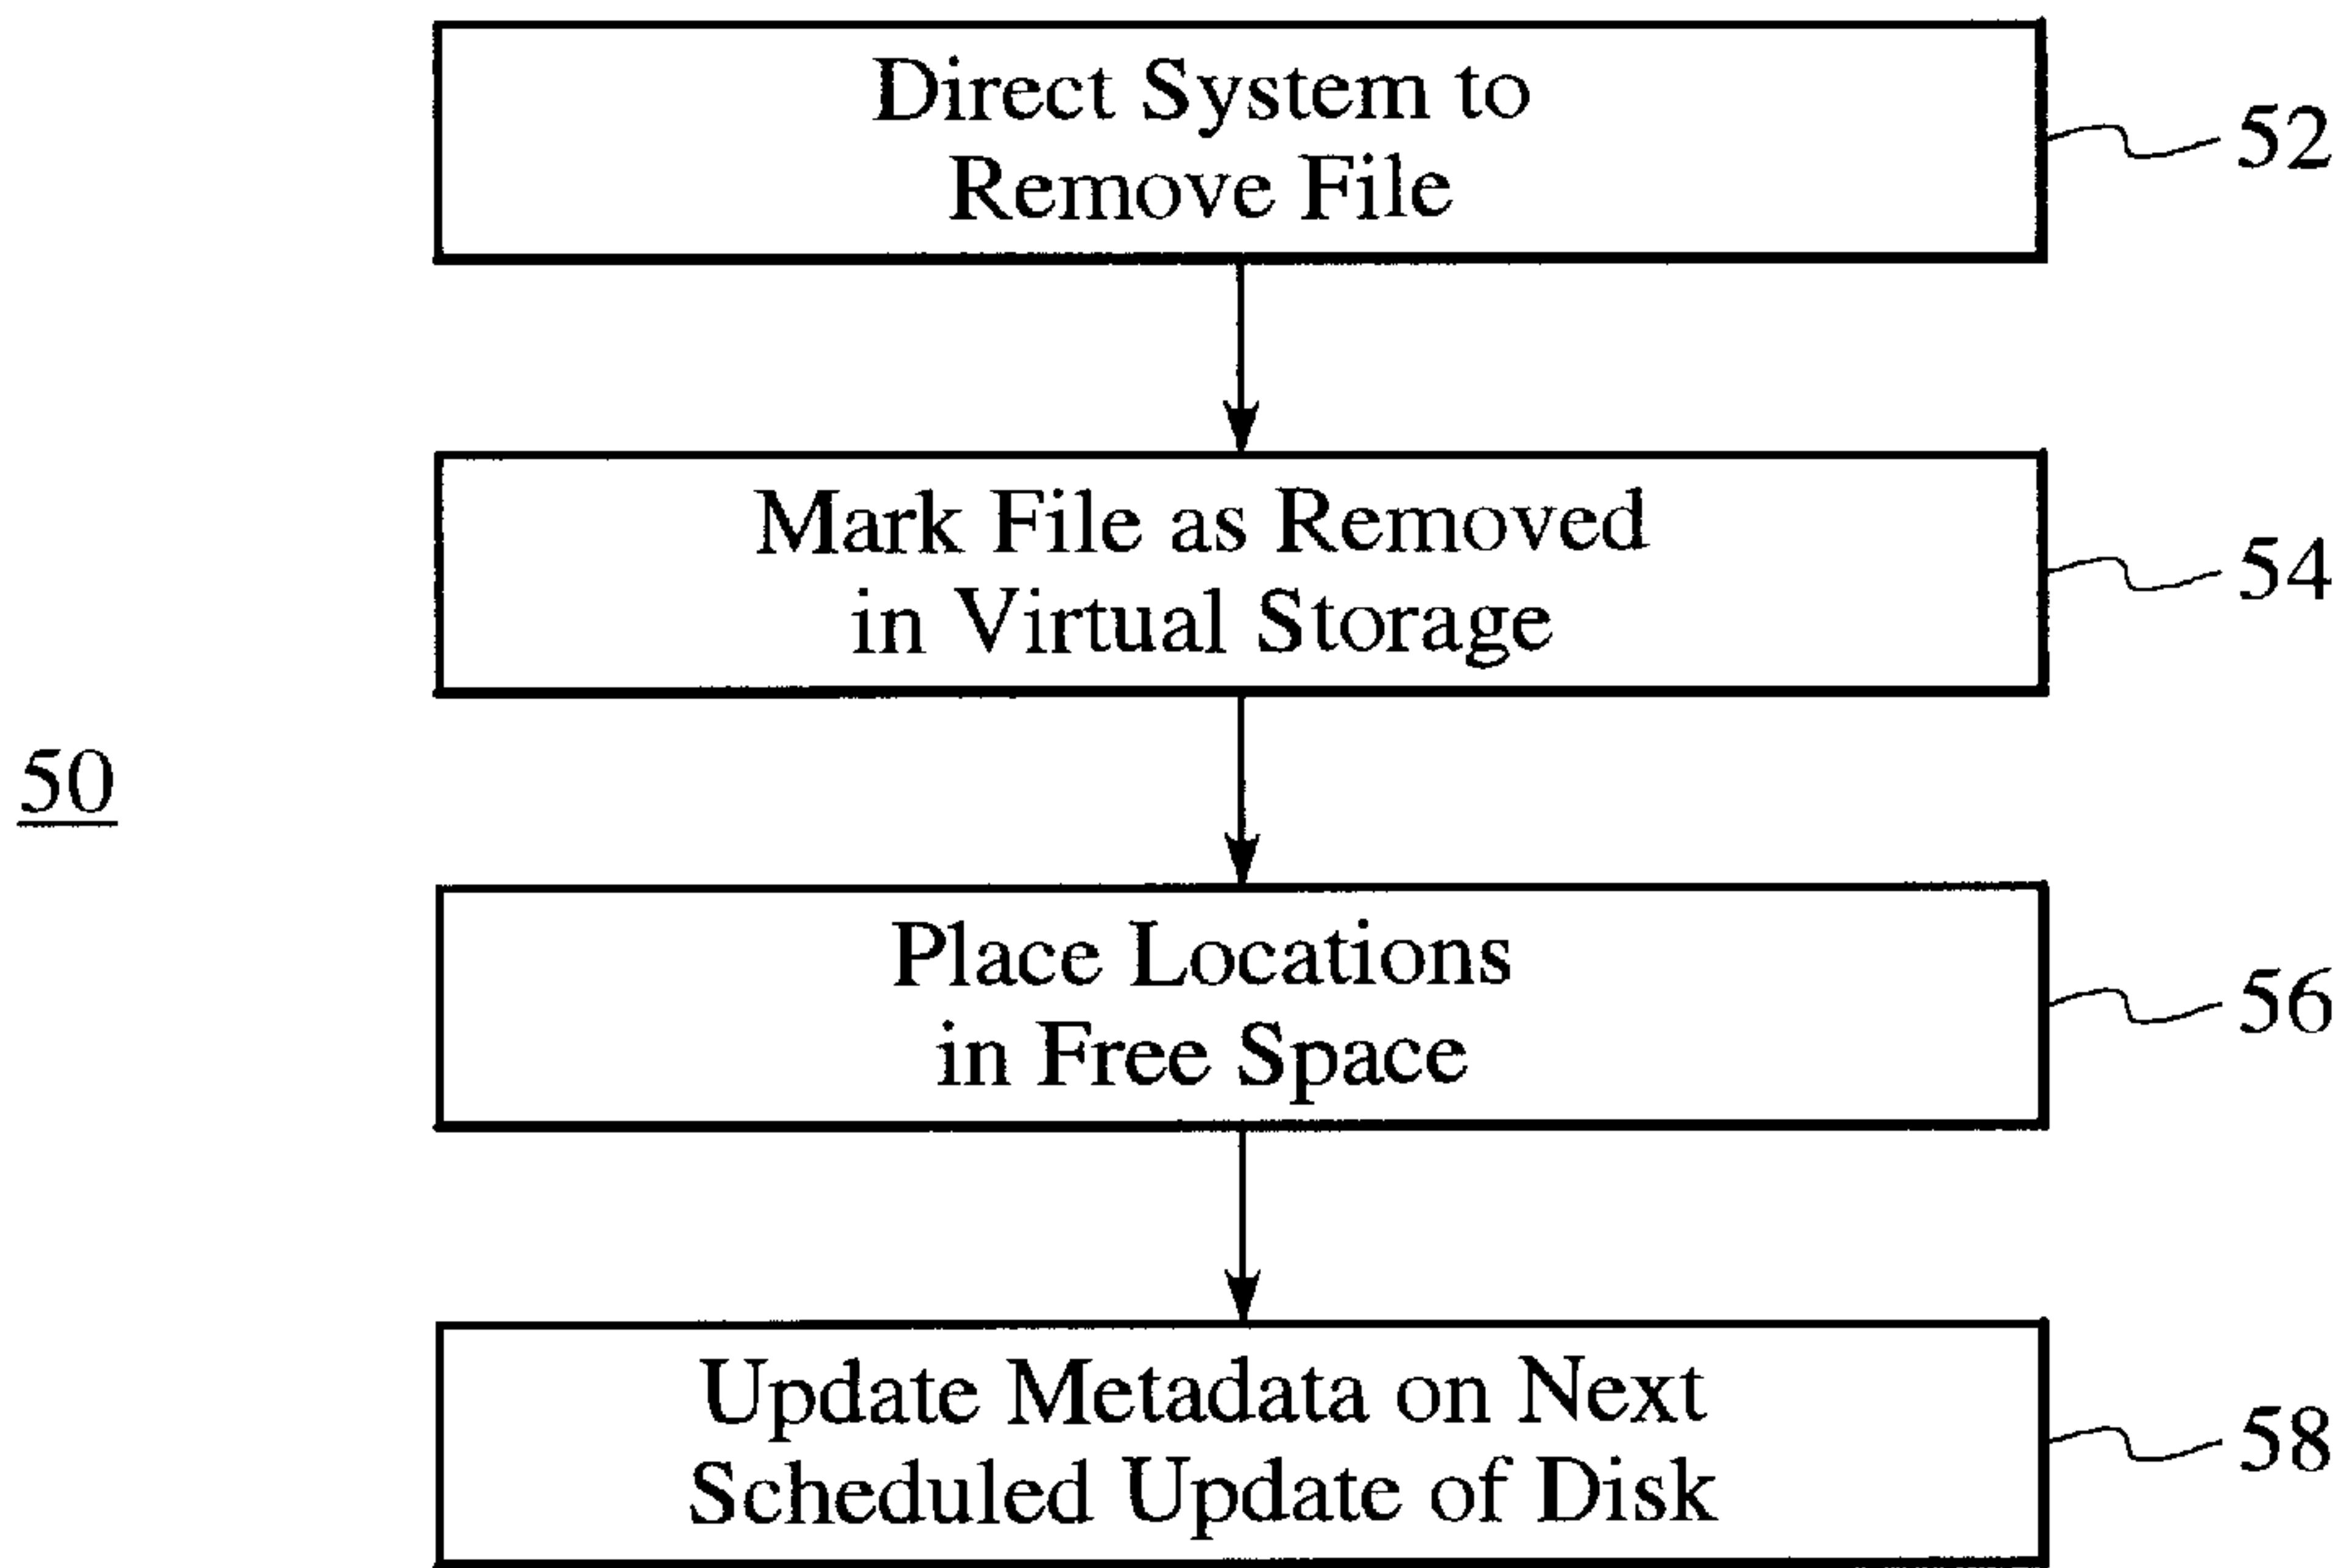 Direct System to
Remove File
52
Mark File as Removed
in Virtual Storage
54
50
Place Locations
in Free Space
56
Update Metadata on Next
Scheduled Update of Disk
58